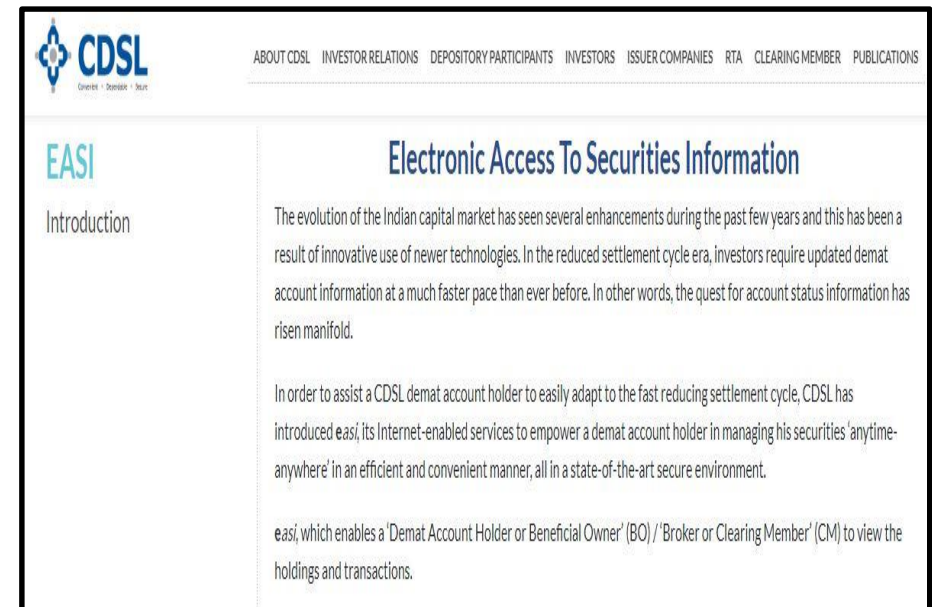 CDSL
Convenient • Dependable • Secure
ABOUT CDSL INVESTOR RELATIONS DEPOSITORY PARTICIPANTS INVESTORS ISSUER COMPANIES RTA CLEARING MEMBER PUBLICATIONS
EASI
Introduction
Electronic Access To Securities Information
The evolution of the Indian capital market has seen several enhancements during the past few years and this has been a
result of innovative use of newer technologies. In the reduced settlement cycle era, investors require updated demat
account information at a much faster pace than ever before. In other words, the quest for account status information has
risen manifold.
In order to assist a CDSL demat account holder to easily adapt to the fast reducing settlement cycle, CDSL has
introduced easi, its Internet-enabled services to empower a demat account holder in managing his securities ‘anytime-
anywhere’ in an efficient and convenient manner, all in a state-of-the-art secure environment.
easi, which enables a ‘Demat Account Holder or Beneficial Owner’ (BO) / ‘Broker or Clearing Member’ (CM) to view the
holdings and transactions.